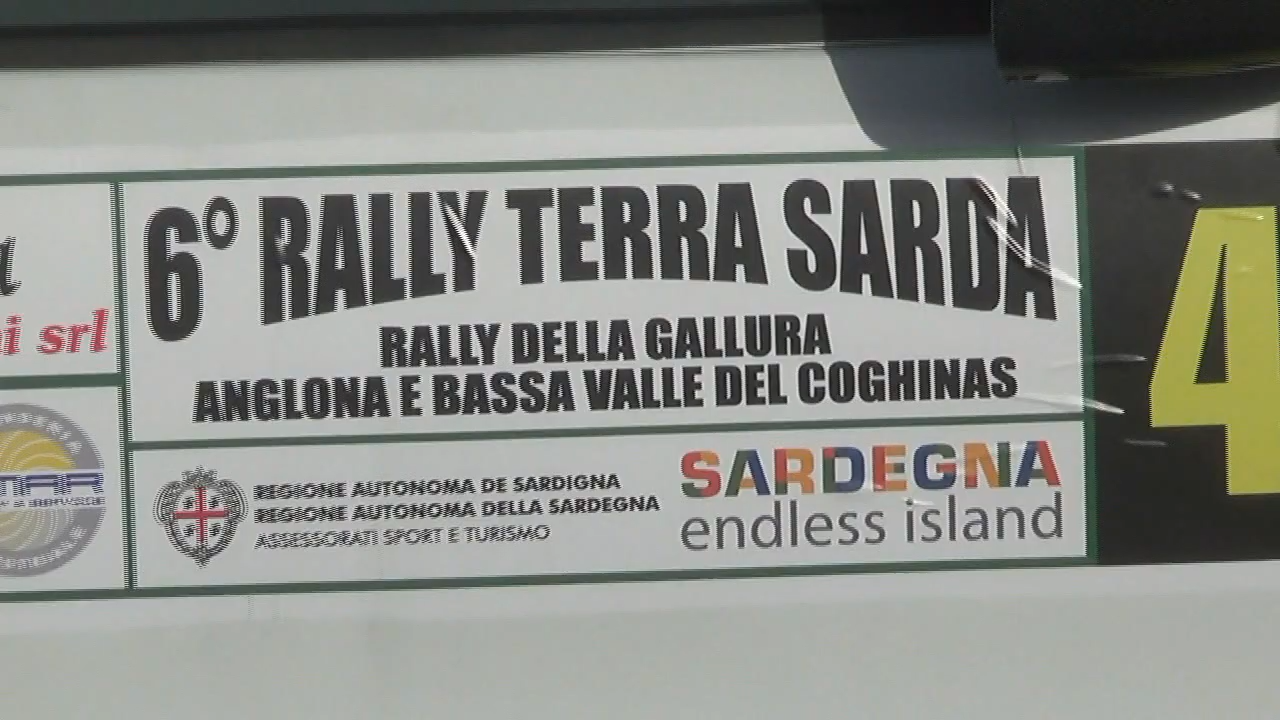 6° RALLY TERRA SARDA
RALLY DELLA GALLURA
ANGLONA E BASSA VALLE DEL COGHINAS
srl
REGIONE AUTONOMA DE SARDIGNA
REGIONE AUTONOMA DELLA SARDEGNA
ASSESSORATI SPORT E TURISMO
SARDEGNA
endless island
4